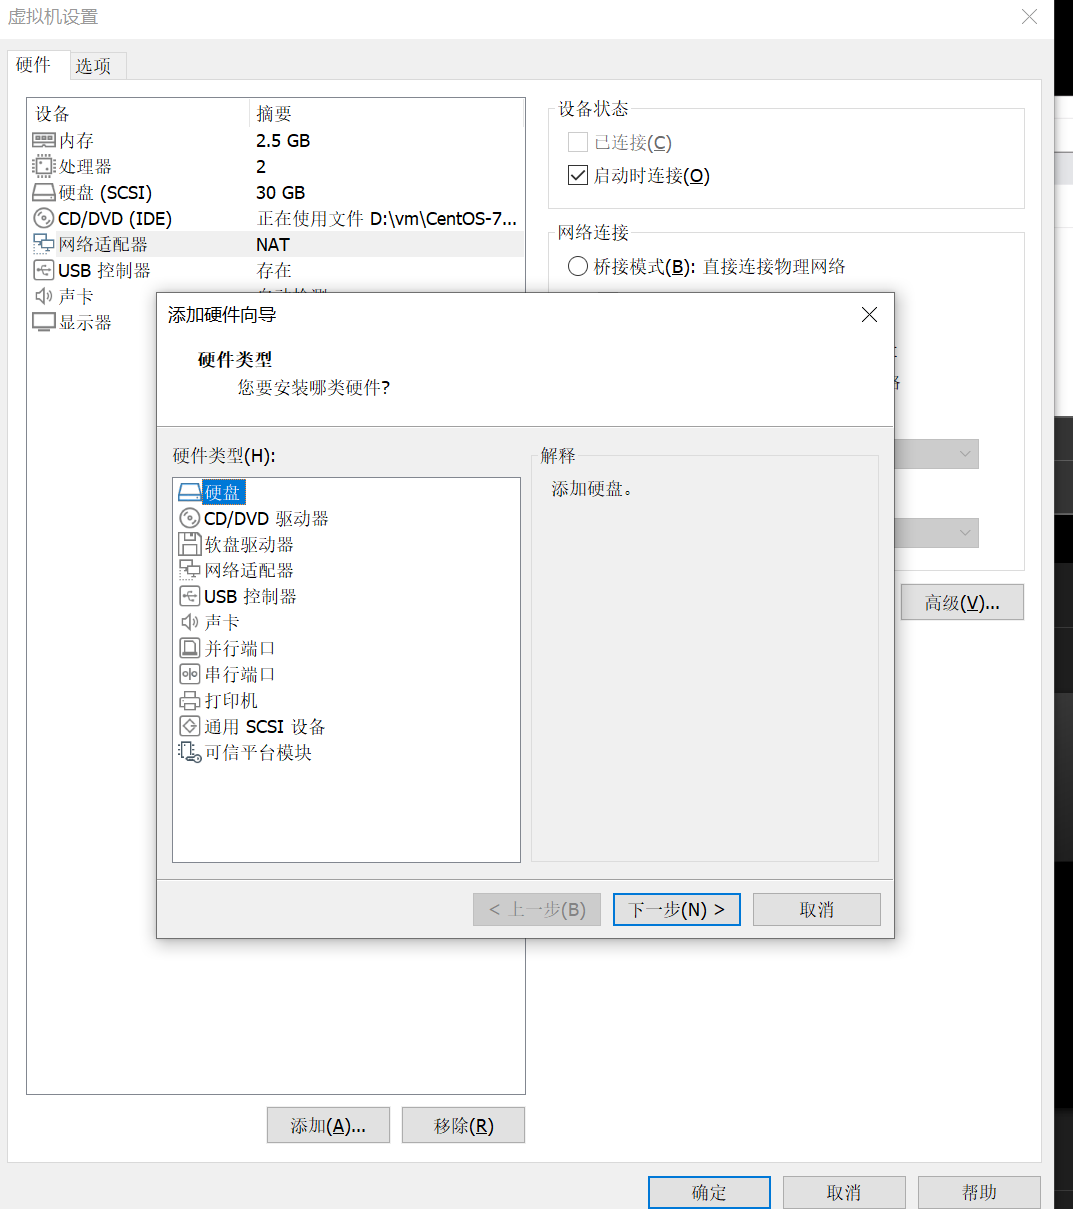 虚拟机设置
硬件 选项
设备 摘要
内存 2.5 GB
处理器 2
硬盘 (SCSI) 30 GB
CD/DVD (IDE) 正在使用文件 D:\vm\CentOS-7...
网络适配器 NAT
USB 控制器 存在
声卡
显示器
设备状态
已连接(C)
启动时连接(O)
网络连接
桥接模式(B): 直接连接物理网络
添加硬件向导
硬件类型
您要安装哪类硬件?
硬件类型(H):
硬盘
CD/DVD 驱动器
软盘驱动器
网络适配器
USB 控制器
声卡
并行端口
串行端口
打印机
通用 SCSI 设备
可信平台模块
解释
添加硬盘。
< 上一步(B) 下一步(N) > 取消
高级(V)...
添加(A)... 移除(R)
确定 取消 帮助